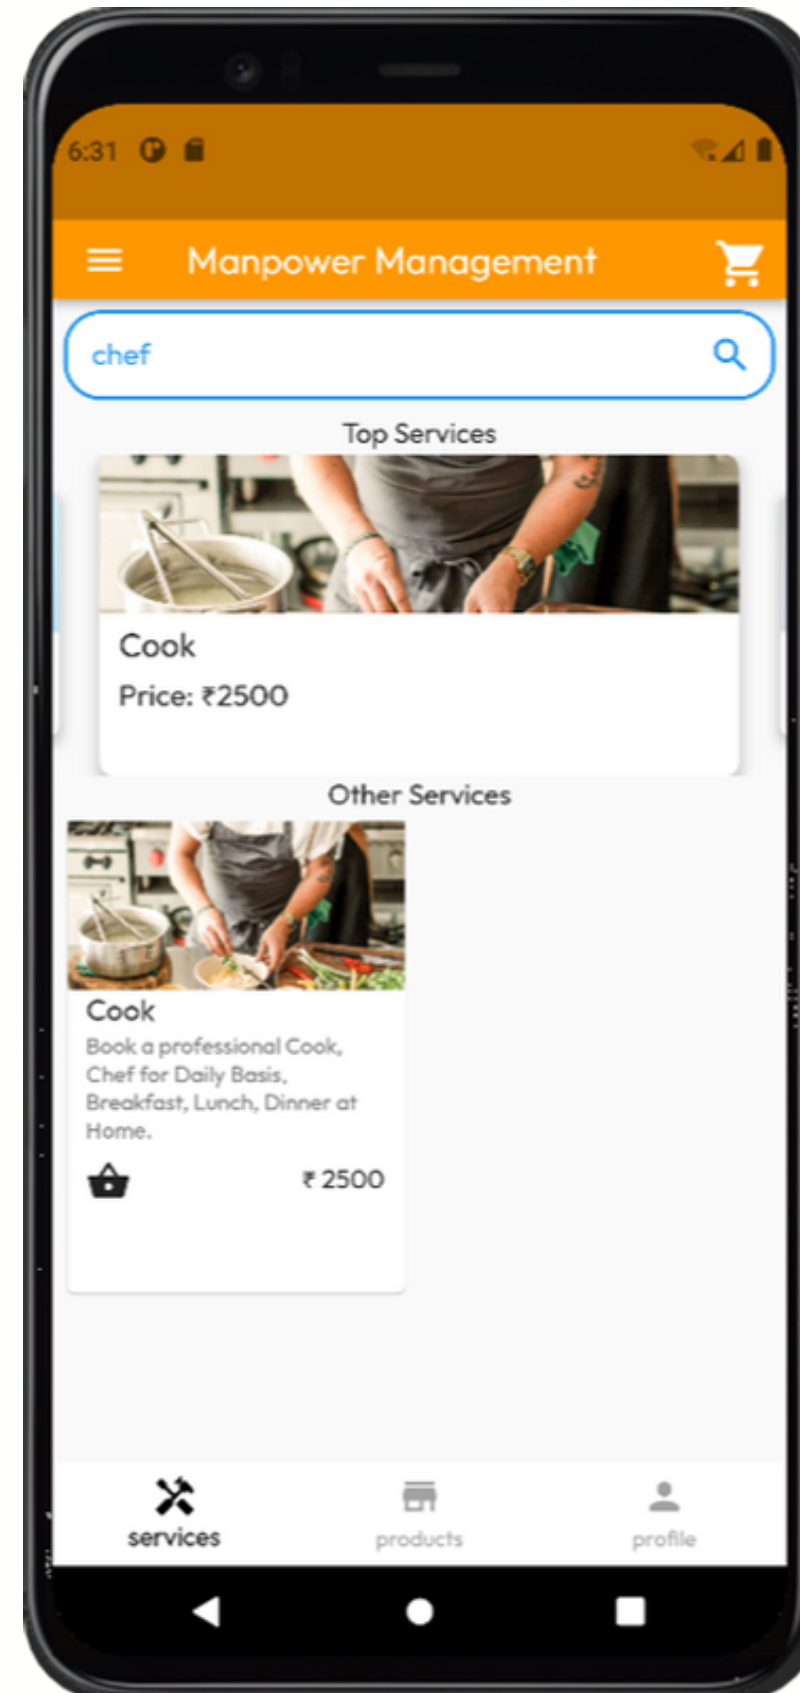 6:31
Manpower Management
chef
Top Services
Cook
Price: ₹2500
Other Services
Cook
Book a professional Cook,
Chef for Daily Basis,
Breakfast, Lunch, Dinner at
Home.
₹ 2500
services
products
profile